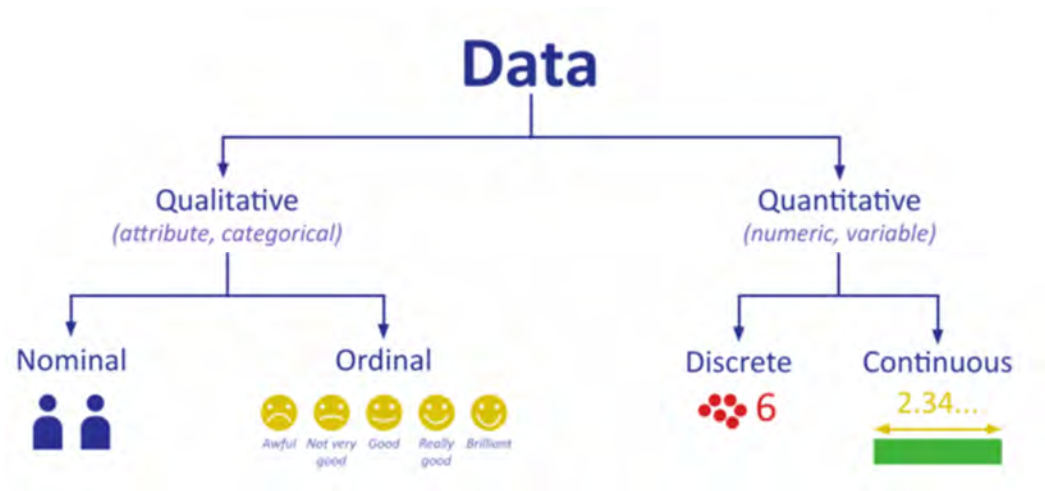 Data
Qualitative
(attribute, categorical)
Quantitative
(numeric, variable)
Nominal
Ordinal
Discrete
Continuous
6
2.34...
Awful
Not very
good
Good
Really
good
Brilliant